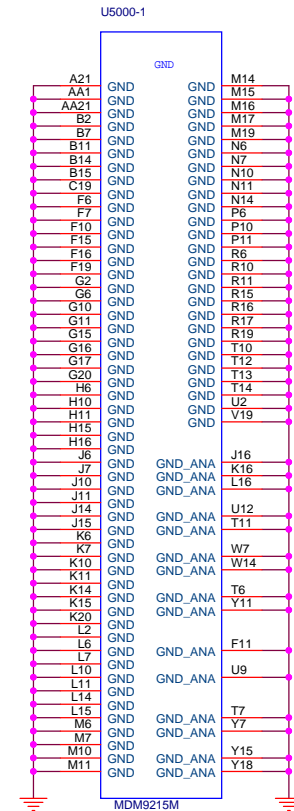 U5000-1
GND
A21 GND GND M14
AA1 GND GND M15
AA21 GND GND M16
B2 GND GND M17
B7 GND GND M19
B11 GND GND N6
B14 GND GND N7
B15 GND GND N10
C19 GND GND N11
F6 GND GND N14
F7 GND GND P6
F10 GND GND P10
F15 GND GND P11
F16 GND GND R6
F19 GND GND R10
G2 GND GND R11
G6 GND GND R15
G10 GND GND R16
G11 GND GND R17
G15 GND GND R19
G16 GND GND T10
G17 GND GND T12
G20 GND GND T13
H6 GND GND T14
H10 GND GND U2
H11 GND GND V19
H15 GND
H16 GND
J6 GND GND_ANA J16
J7 GND GND_ANA K16
J10 GND GND_ANA L16
J11 GND
J14 GND GND_ANA U12
J15 GND GND_ANA T11
K6 GND
K7 GND GND_ANA W7
K10 GND GND_ANA W14
K11 GND
K14 GND GND_ANA T6
K15 GND GND_ANA Y11
K20 GND
L2 GND
L6 GND GND_ANA F11
L7 GND
L10 GND GND_ANA U9
L11 GND
L14 GND
L15 GND GND_ANA T7
M6 GND GND_ANA Y7
M7 GND
M10 GND GND_ANA Y15
M11 GND GND_ANA Y18
MDM9215M